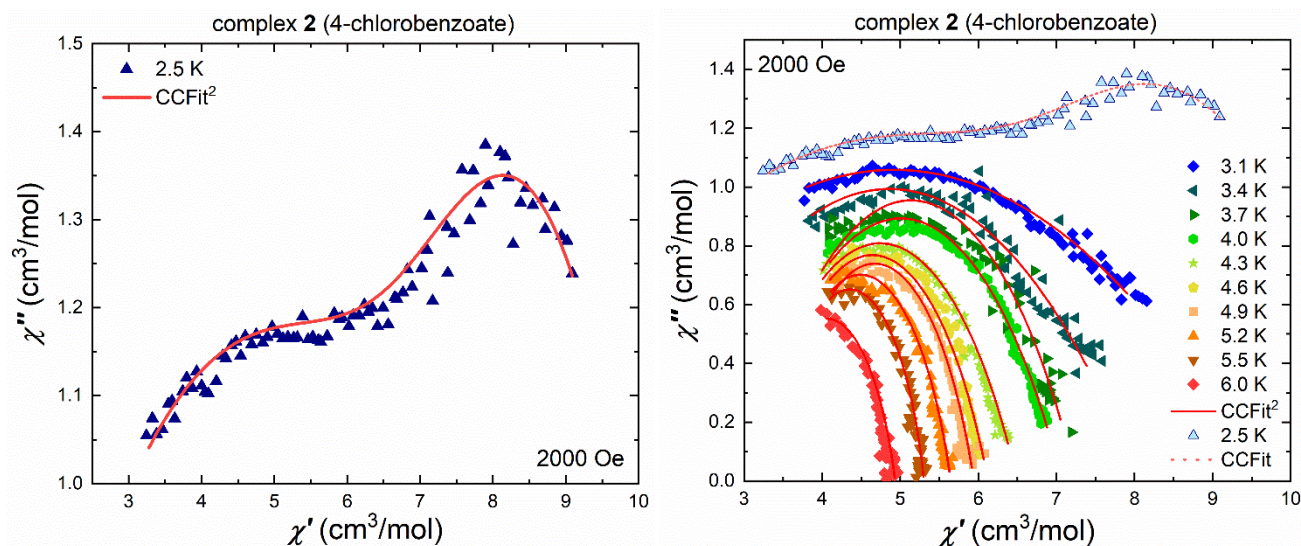 complex 2 (4-chlorobenzoate)
1.5
1.4
1.3
1.2
1.1
1.0
χ" (cm³/mol)
2.5 K
CCFit²
2000 Oe
3 4 5 6 7 8 9 10
χ' (cm³/mol)
complex 2 (4-chlorobenzoate)
1.4
1.2
1.0
0.8
0.6
0.4
0.2
0.0
χ" (cm³/mol)
2000 Oe
3.1 K
3.4 K
3.7 K
4.0 K
4.3 K
4.6 K
4.9 K
5.2 K
5.5 K
6.0 K
CCFit²
2.5 K
CCFit
3 4 5 6 7 8 9 10
χ' (cm³/mol)